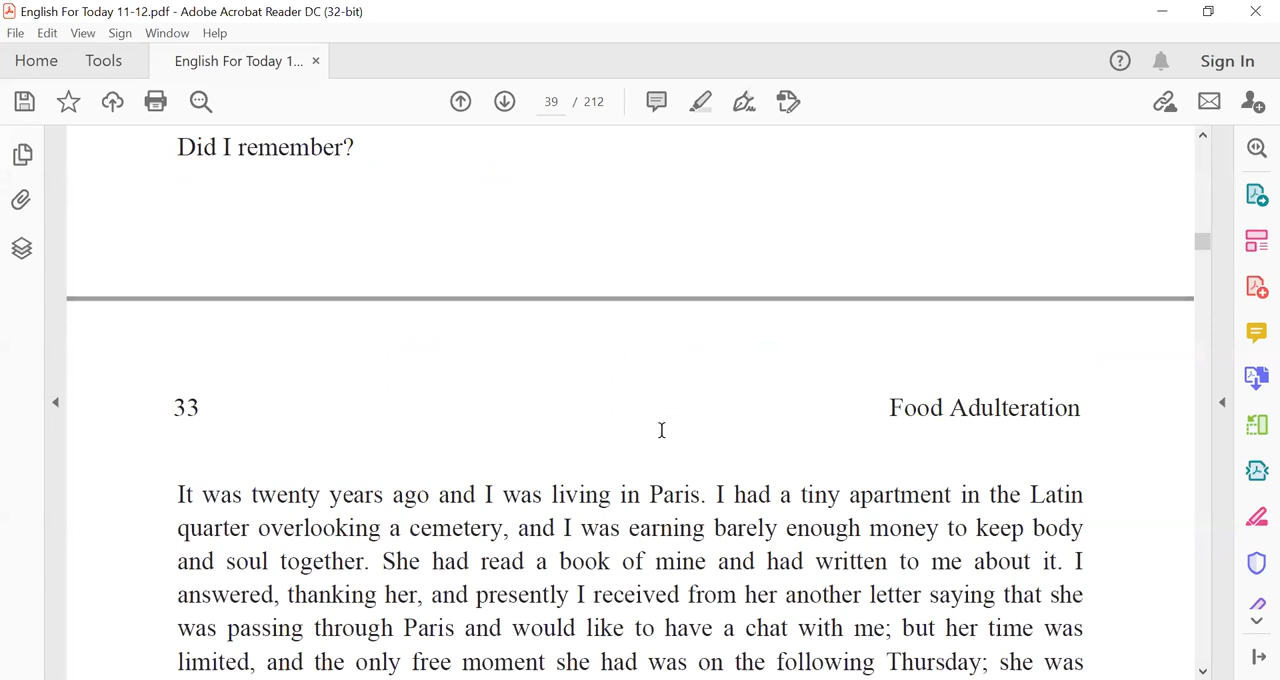 English For Today 11-12.pdf - Adobe Acrobat Reader DC (32-bit)
File Edit View Sign Window Help
Home Tools English For Today 1... × Sign In
39 / 212
Did I remember?
33 Food Adulteration
It was twenty years ago and I was living in Paris. I had a tiny apartment in the Latin
quarter overlooking a cemetery, and I was earning barely enough money to keep body
and soul together. She had read a book of mine and had written to me about it. I
answered, thanking her, and presently I received from her another letter saying that she
was passing through Paris and would like to have a chat with me; but her time was
limited, and the only free moment she had was on the following Thursday; she was